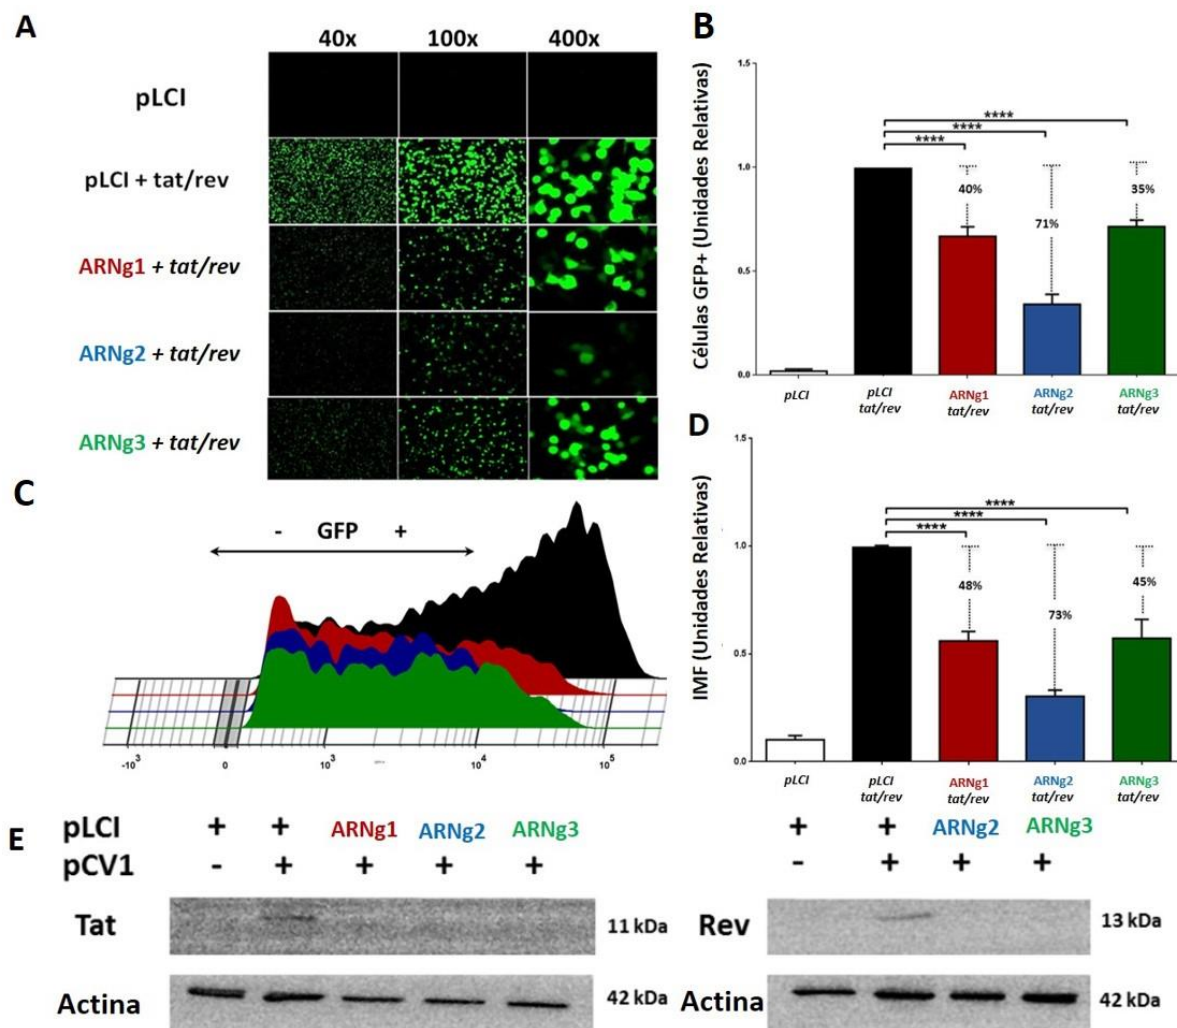 A
40x 100x 400x
pLCI
pLCI + tat/rev
ARNg1 + tat/rev
ARNg2 + tat/rev
ARNg3 + tat/rev
B
Células GFP+ (Unidades Relativas)
1.5
1.0
0.5
0.0
****
****
****
40%
71%
35%
pLCI
pLCI
tat/rev
ARNg1
tat/rev
ARNg2
tat/rev
ARNg3
tat/rev
C
- GFP +
-10³ 0 10³ 10⁴ 10⁵
D
IMF (Unidades Relativas)
1.5
1.0
0.5
0.0
****
****
****
48%
73%
45%
pLCI
pLCI
tat/rev
ARNg1
tat/rev
ARNg2
tat/rev
ARNg3
tat/rev
E
pLCI + + ARNg1 ARNg2 ARNg3
pCV1 - + + + +
Tat 11 kDa
Actina 42 kDa
+ + ARNg2 ARNg3
- + + +
Rev 13 kDa
Actina 42 kDa